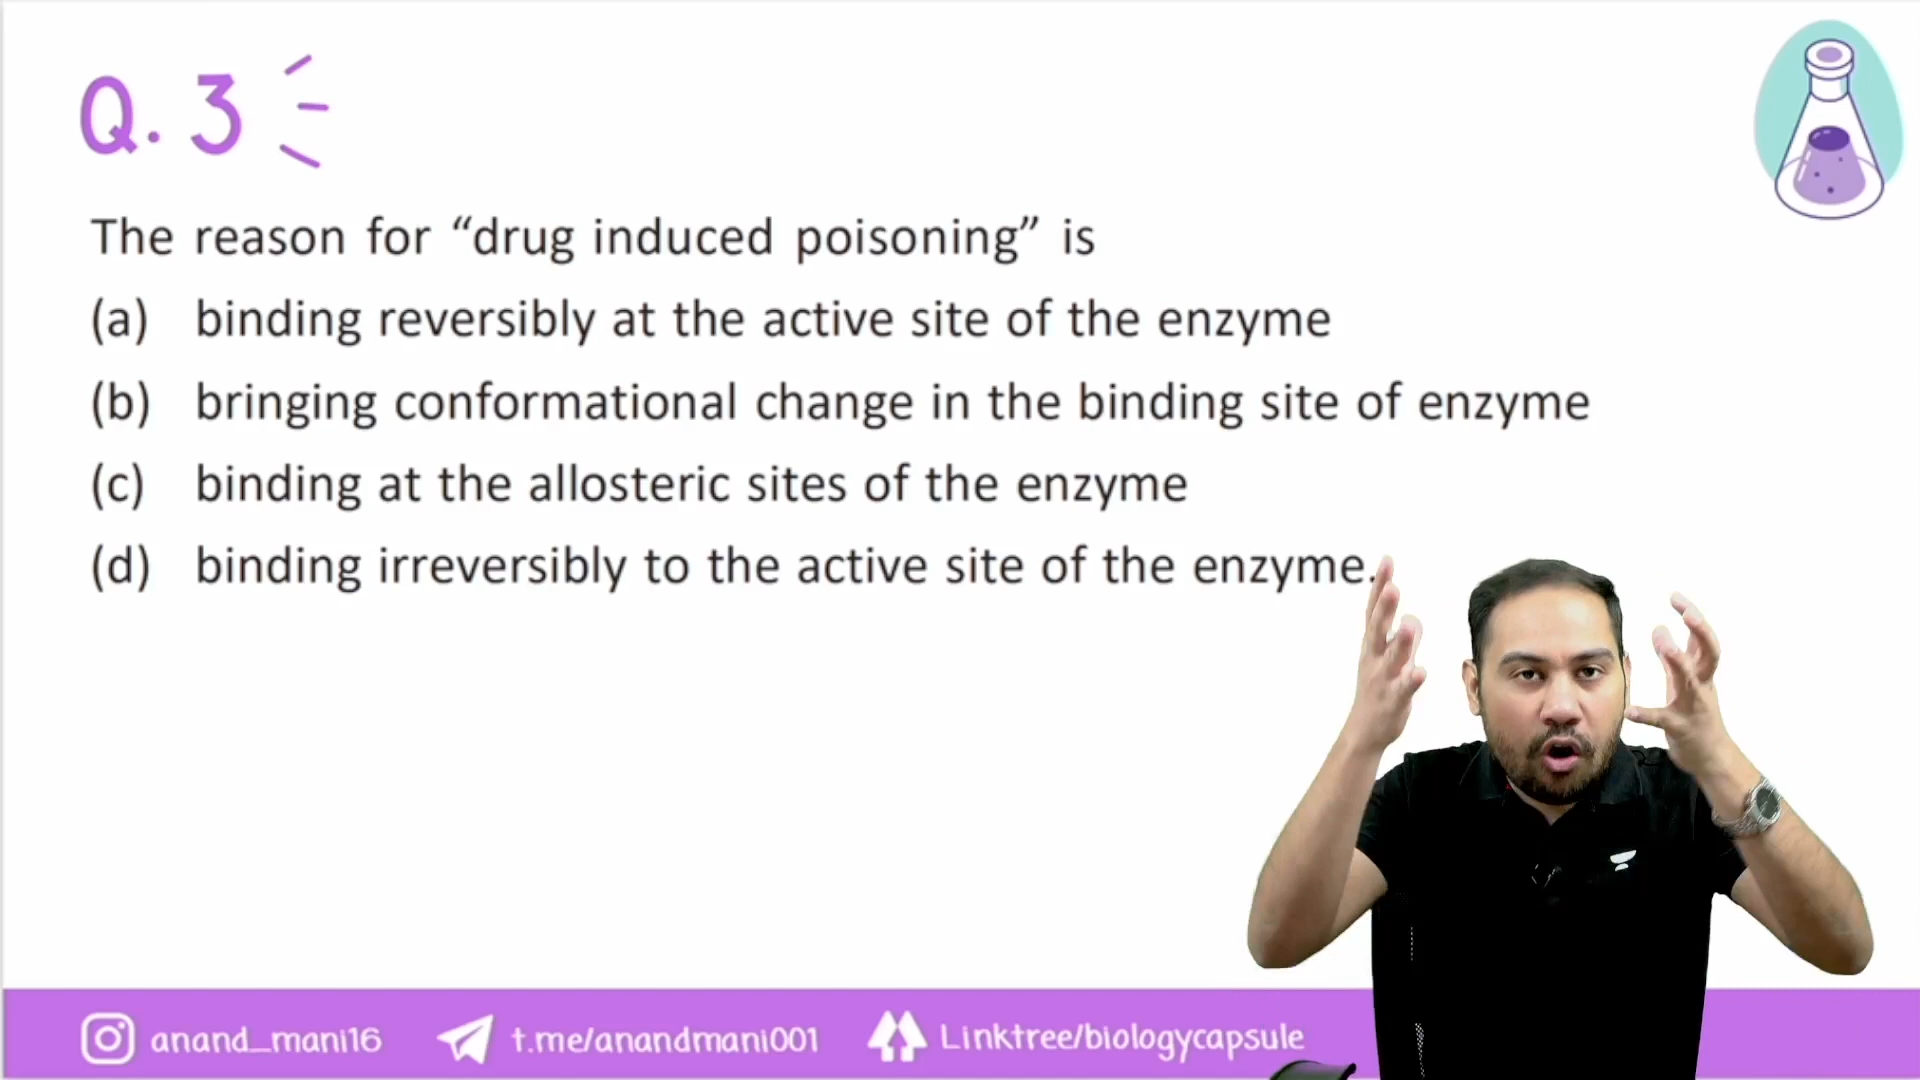 Q. 3
The reason for “drug induced poisoning” is
(a) binding reversibly at the active site of the enzyme
(b) bringing conformational change in the binding site of enzyme
(c) binding at the allosteric sites of the enzyme
(d) binding irreversibly to the active site of the enzyme.
anand_mani16 t.me/anandmani001 Linktree/biologycapsule